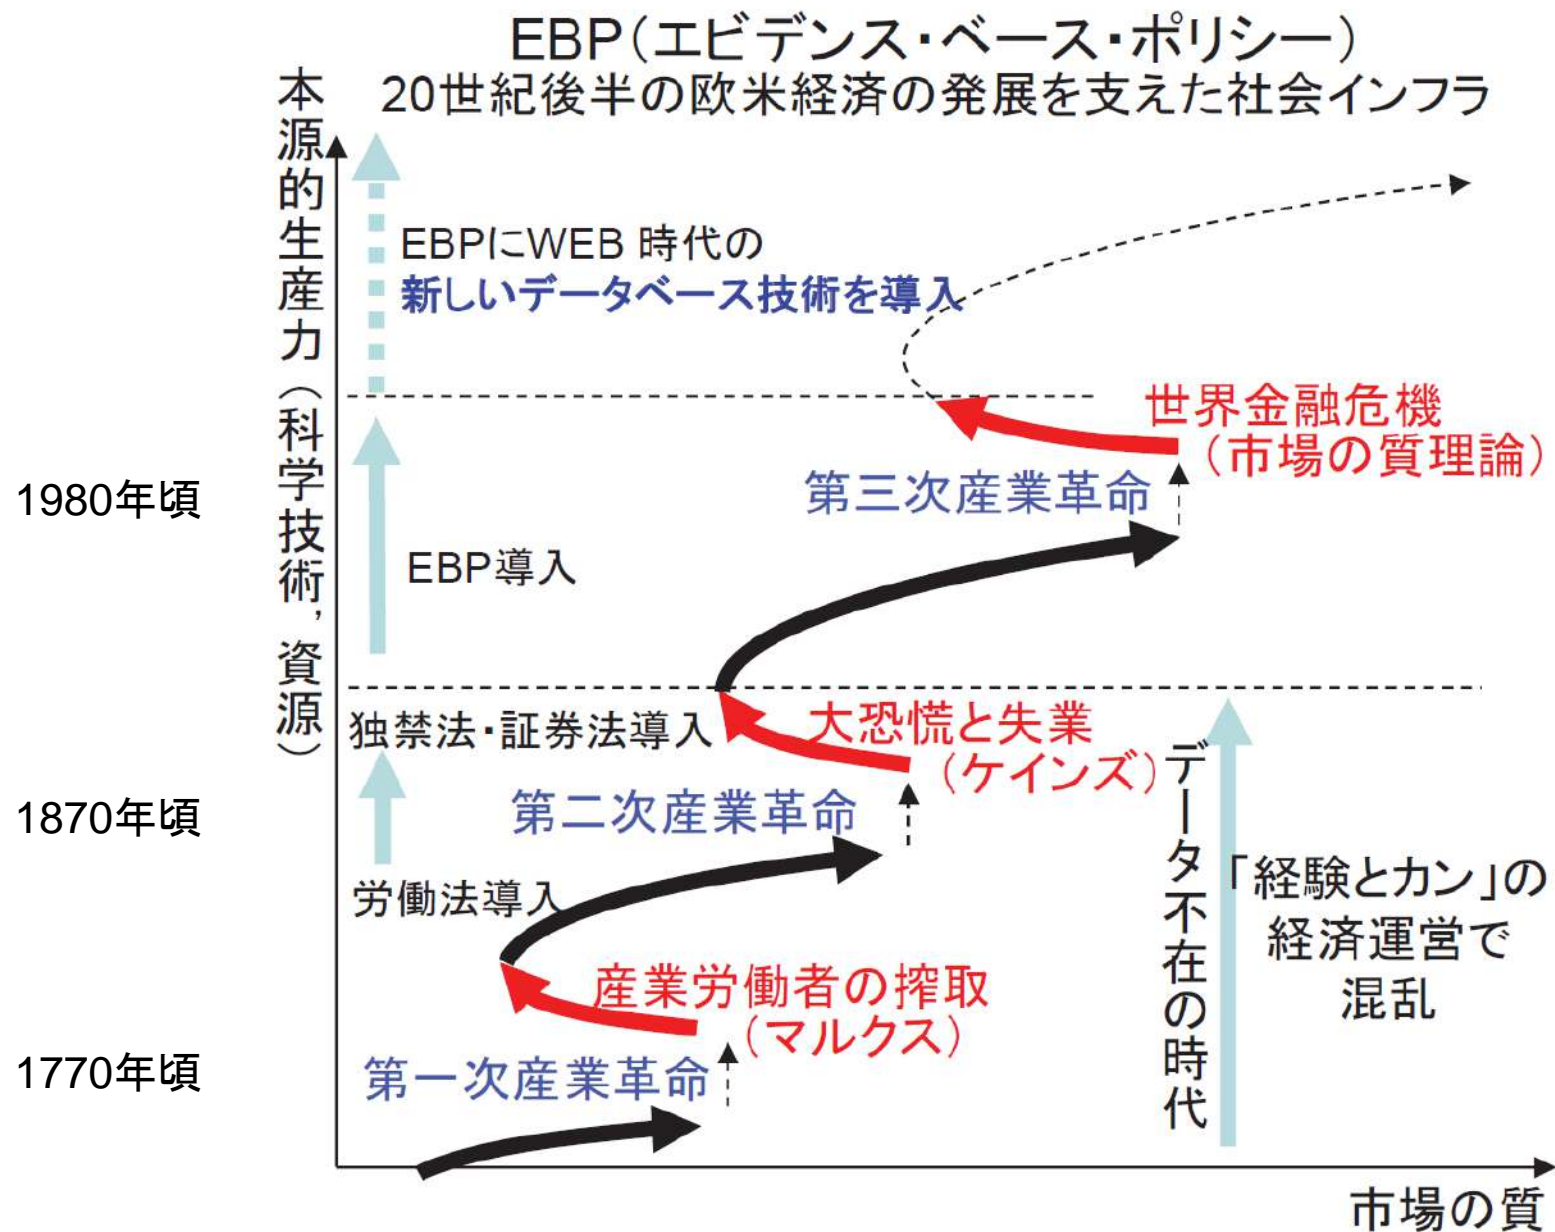 EBP(エビデンス・ベース・ポリシー)
20世紀後半の欧米経済の発展を支えた社会インフラ
本源的生産力(科学技術,資源)
EBPにWEB 時代の
新しいデータベース技術を導入
世界金融危機
(市場の質理論)
1980年頃
第三次産業革命
EBP導入
独禁法・証券法導入
大恐慌と失業
(ケインズ)
1870年頃
第二次産業革命
データ不在の時代
「経験とカン」の
経済運営で
混乱
労働法導入
産業労働者の搾取
(マルクス)
1770年頃
第一次産業革命
市場の質